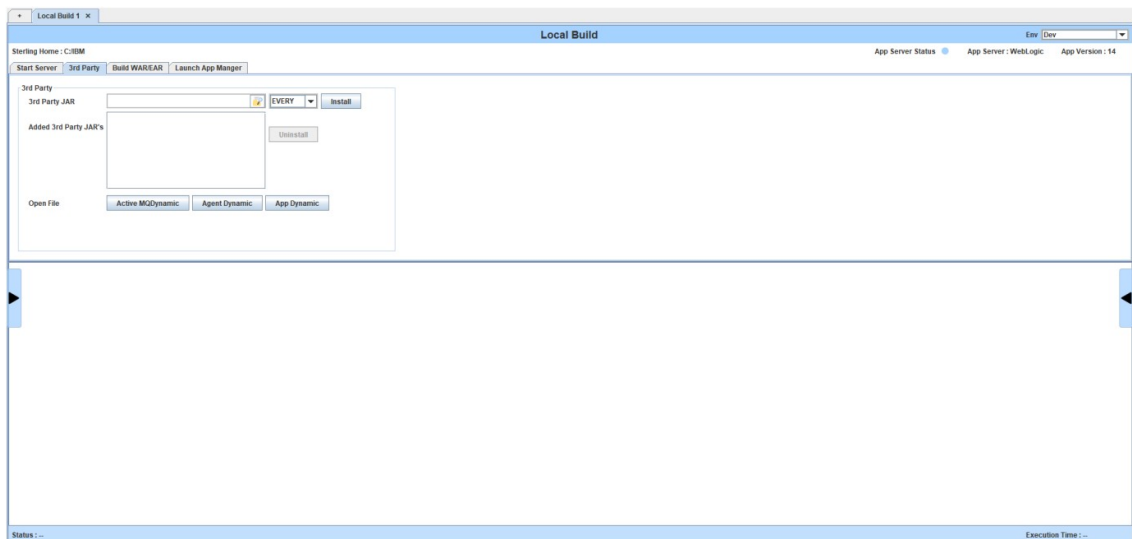 + Local Build 1 ×
Local Build
Env Dev
Sterling Home : C:/IBM
App Server Status App Server : WebLogic App Version : 14
Start Server 3rd Party Build WAR/EAR Launch App Manger
3rd Party
3rd Party JAR EVERY Install
Added 3rd Party JAR's
Uninstall
Open File Active MQDynamic Agent Dynamic App Dynamic
Status : -- Execution Time : --